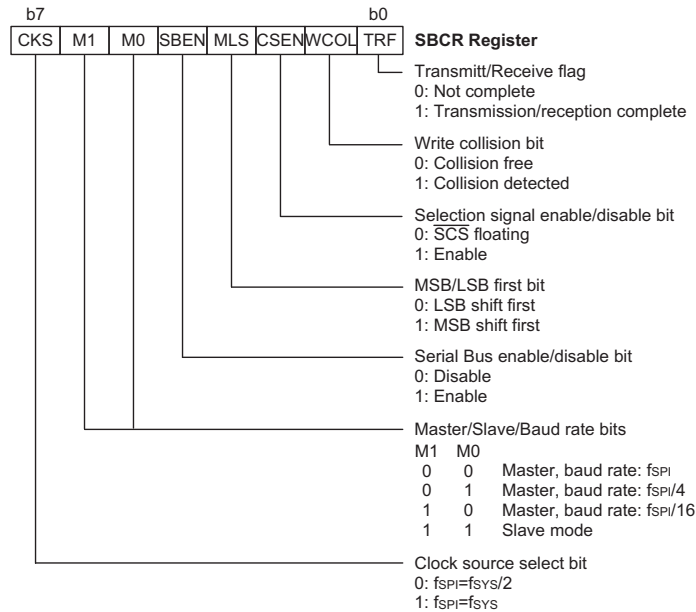 b7 b0
CKS M1 M0 SBEN MLS CSEN WCOL TRF SBCR Register
Transmitt/Receive flag
0: Not complete
1: Transmission/reception complete
Write collision bit
0: Collision free
1: Collision detected
Selection signal enable/disable bit
0: SCS floating
1: Enable
MSB/LSB first bit
0: LSB shift first
1: MSB shift first
Serial Bus enable/disable bit
0: Disable
1: Enable
Master/Slave/Baud rate bits
M1 M0
0 0 Master, baud rate: fSPI
0 1 Master, baud rate: fSPI/4
1 0 Master, baud rate: fSPI/16
1 1 Slave mode
Clock source select bit
0: fSPI=fSYS/2
1: fSPI=fSYS